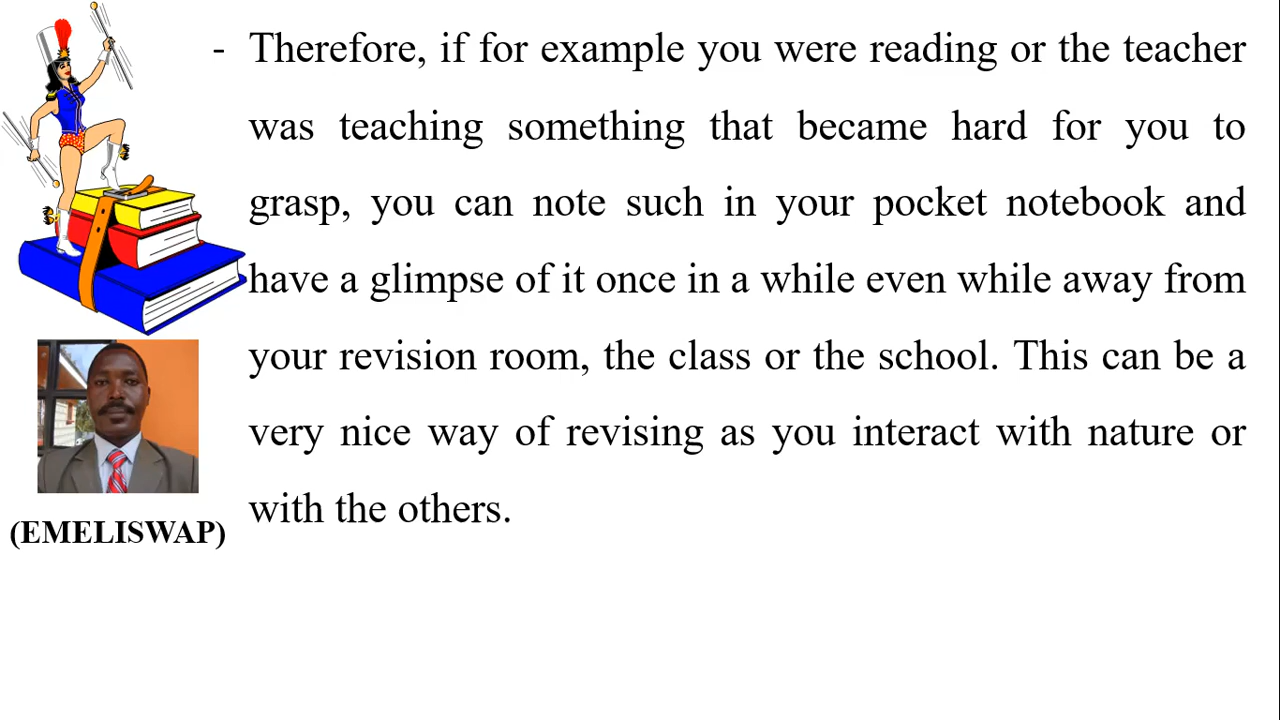 - Therefore, if for example you were reading or the teacher
was teaching something that became hard for you to
grasp, you can note such in your pocket notebook and
have a glimpse of it once in a while even while away from
your revision room, the class or the school. This can be a
very nice way of revising as you interact with nature or
with the others.
(EMELISWAP)